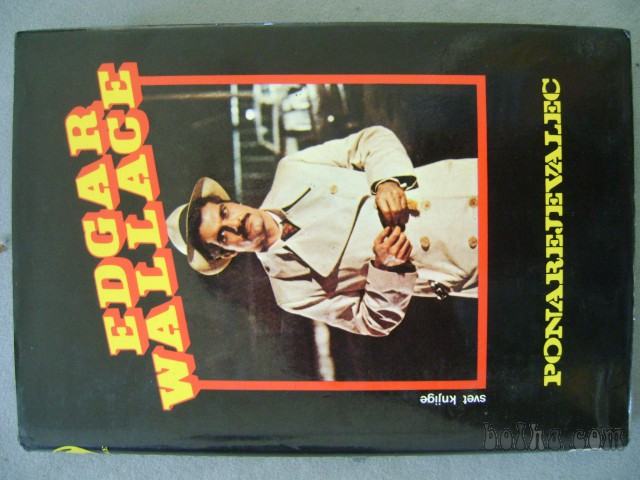 EDGAR
WALLACE
svet knjige
PONAREJEVALEC
bolha.com